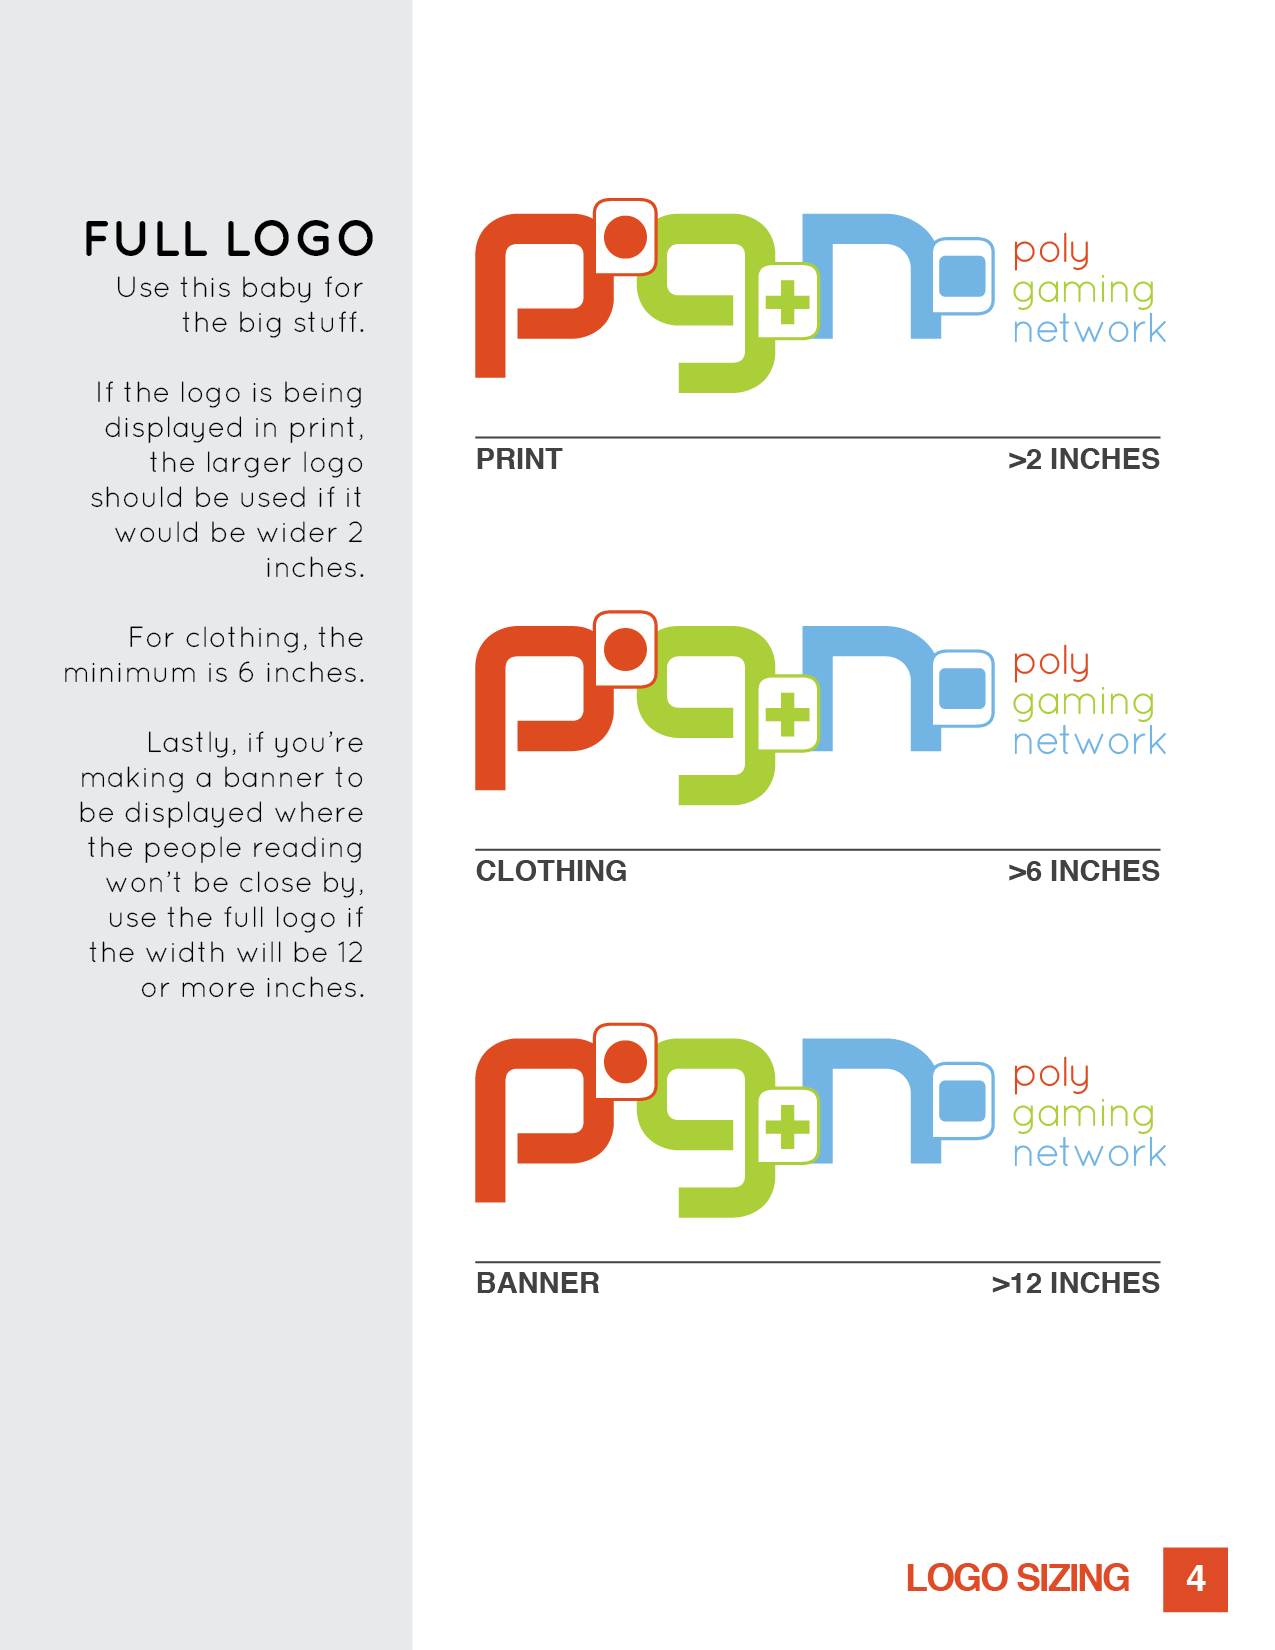 FULL LOGO
Use this baby for
the big stuff.
If the logo is being
displayed in print,
the larger logo
should be used if it
would be wider 2
inches.
For clothing, the
minimum is 6 inches.
Lastly, if you're
making a banner to
be displayed where
the people reading
won't be close by,
use the full logo if
the width will be 12
or more inches.
pgn
poly
gaming
network
PRINT >2 INCHES
pgn
poly
gaming
network
CLOTHING >6 INCHES
pgn
poly
gaming
network
BANNER >12 INCHES
LOGO SIZING 4